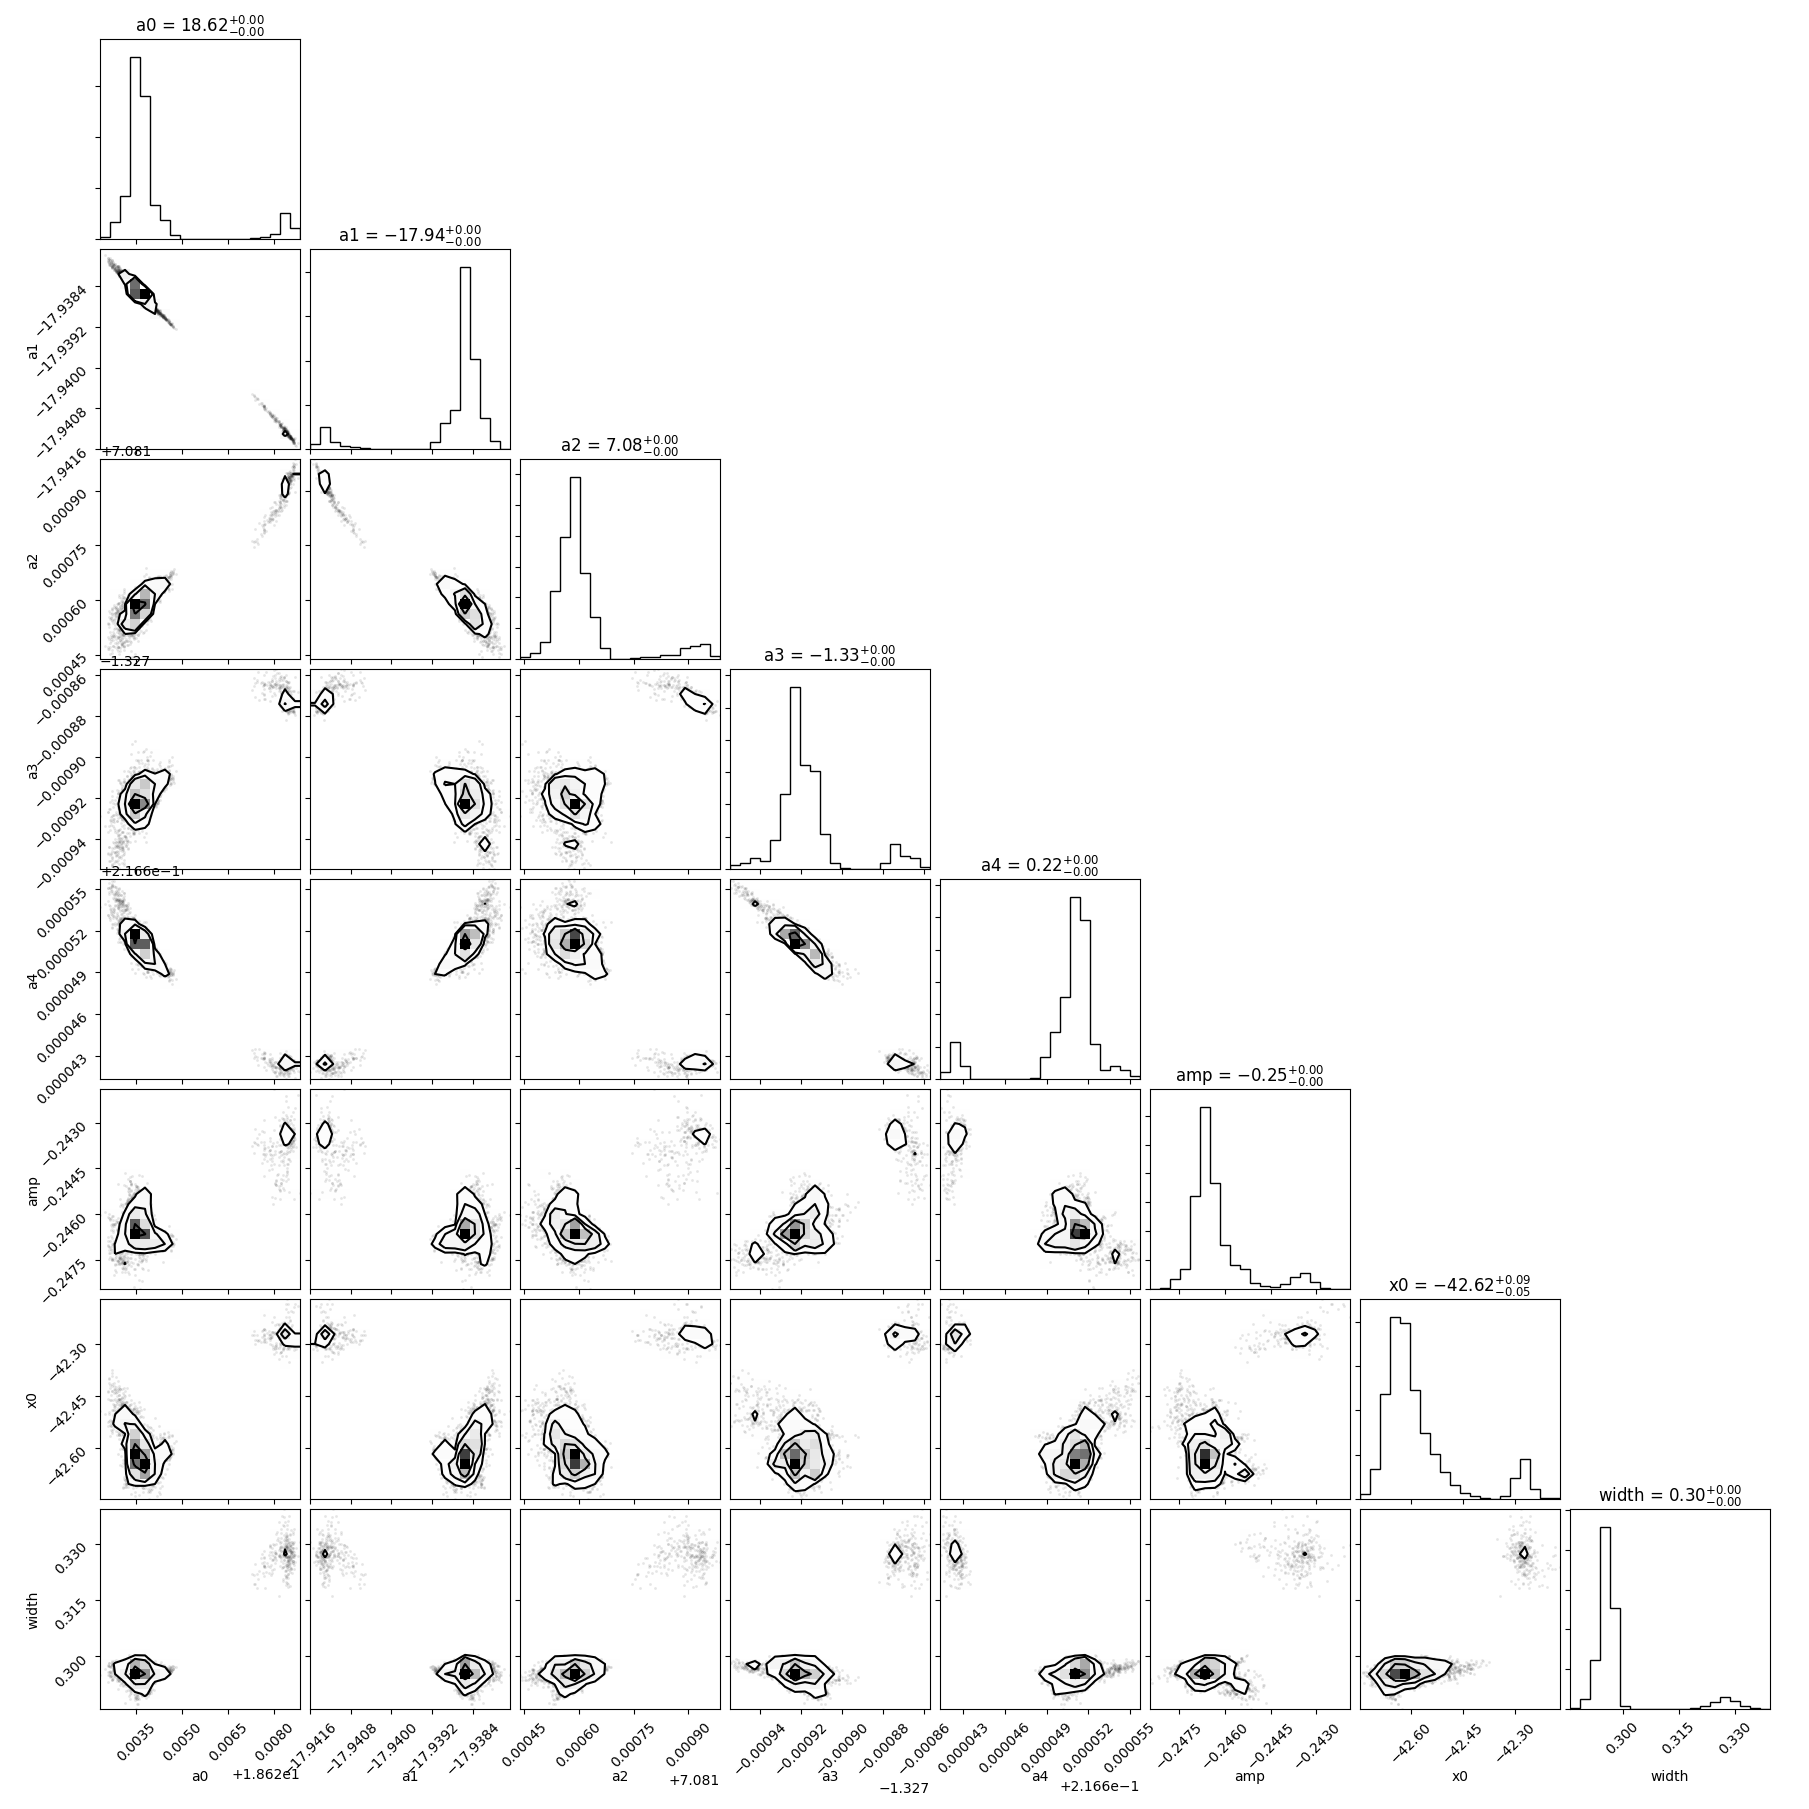 a0 = 18.62+0.00−0.00
a1 = −17.94+0.00−0.00
−17.9384
−17.9392
−17.9400
−17.9408
−17.9416
a1
a2 = 7.08+0.00−0.00
+7.081
0.00090
0.00075
0.00060
0.00045
a2
a3 = −1.33+0.00−0.00
−1.327
−0.00086
−0.00088
−0.00090
−0.00092
−0.00094
a3
a4 = 0.22+0.00−0.00
+2.166e−1
0.000055
0.000052
0.000049
0.000046
0.000043
a4
amp = −0.25+0.00−0.00
−0.2430
−0.2445
−0.2460
−0.2475
amp
x0 = −42.62+0.09−0.05
−42.30
−42.45
−42.60
x0
width = 0.30+0.00−0.00
0.330
0.315
0.300
width
0.0035 0.0050 0.0065 0.0080
−17.9416 −17.9408 −17.9400 −17.9392 −17.9384
0.00045 0.00060 0.00075 0.00090
−0.00094 −0.00092 −0.00090 −0.00088 −0.00086
0.000043 0.000046 0.000049 0.000052 0.000055
−0.2475 −0.2460 −0.2445 −0.2430
−42.60 −42.45 −42.30
0.300 0.315 0.330
a0 +1.862e1 a1 a2 +7.081 a3 −1.327 a4 +2.166e−1 amp x0 width